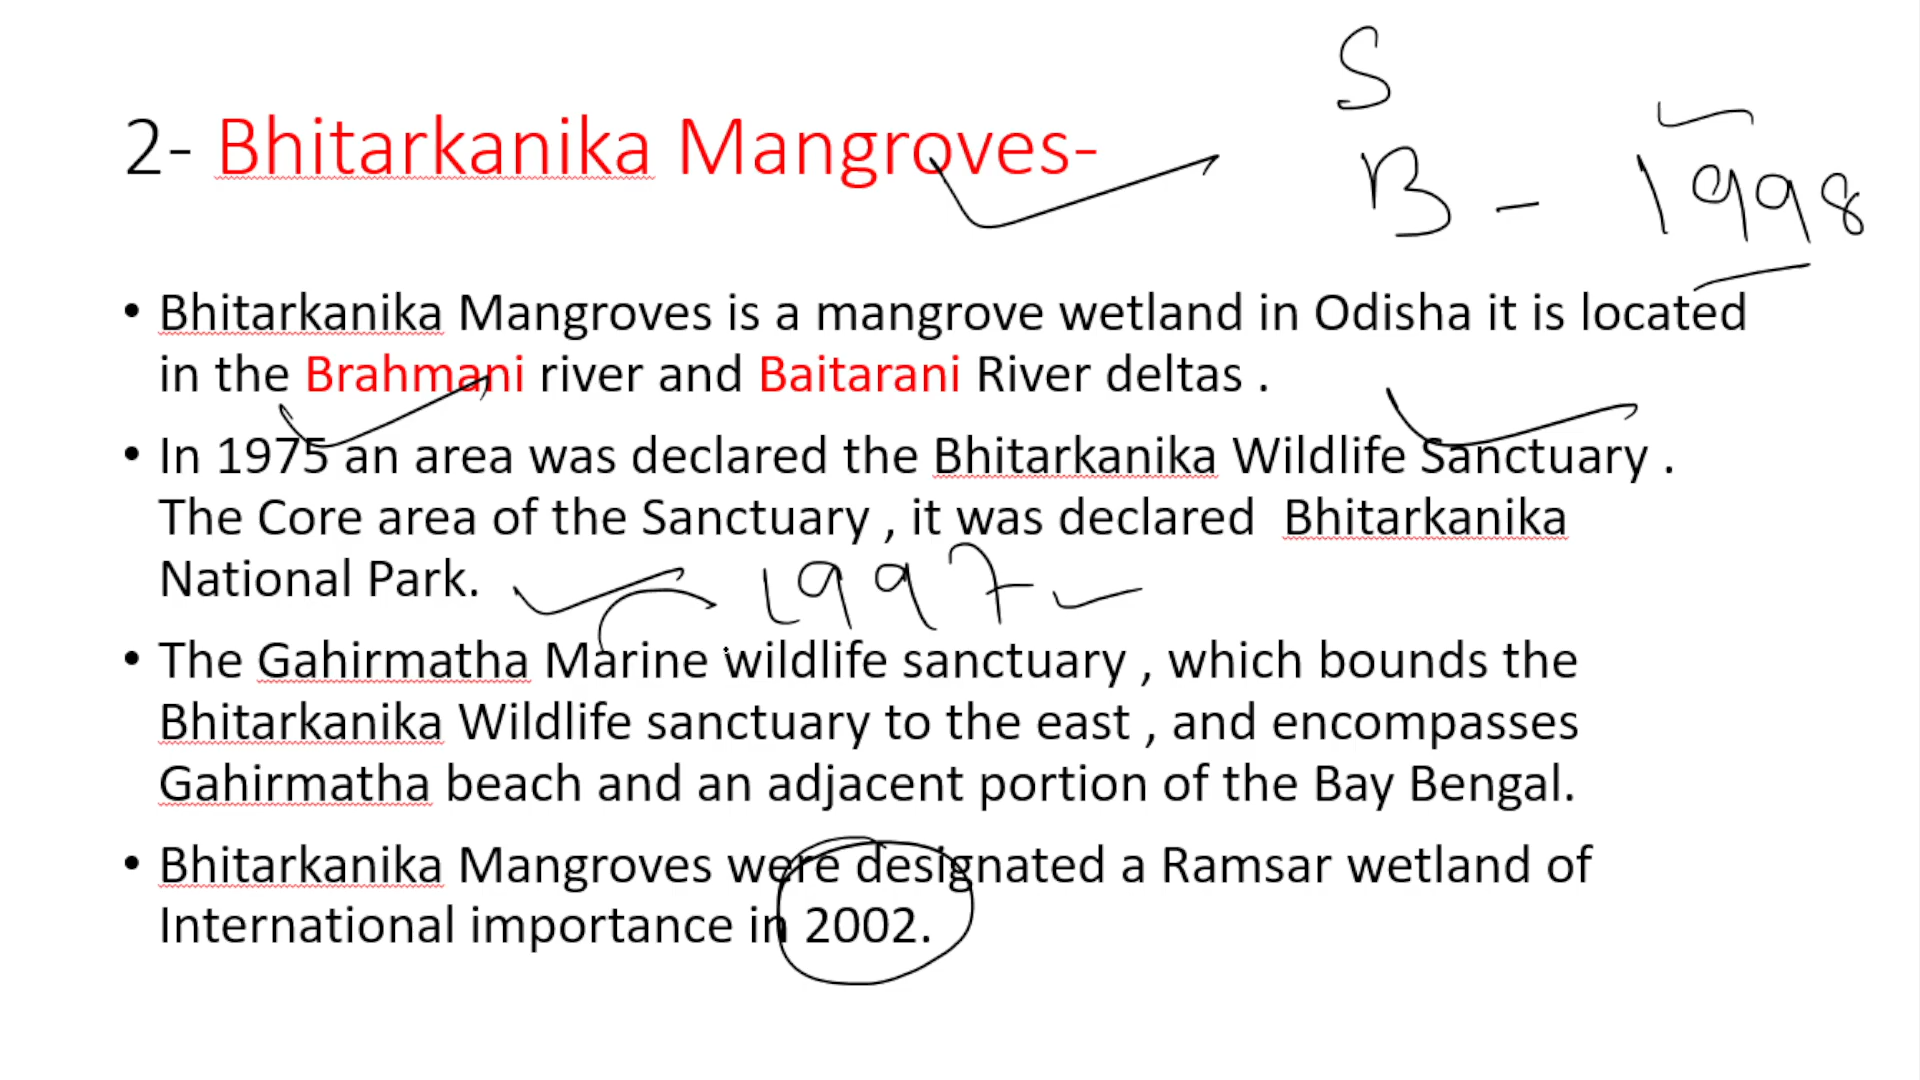 S
2- Bhitarkanika Mangroves-
B - 1998
• Bhitarkanika Mangroves is a mangrove wetland in Odisha it is located
in the Brahmani river and Baitarani River deltas .
• In 1975 an area was declared the Bhitarkanika Wildlife Sanctuary .
The Core area of the Sanctuary , it was declared Bhitarkanika
National Park.
1997
• The Gahirmatha Marine wildlife sanctuary , which bounds the
Bhitarkanika Wildlife sanctuary to the east , and encompasses
Gahirmatha beach and an adjacent portion of the Bay Bengal.
• Bhitarkanika Mangroves were designated a Ramsar wetland of
International importance in 2002.